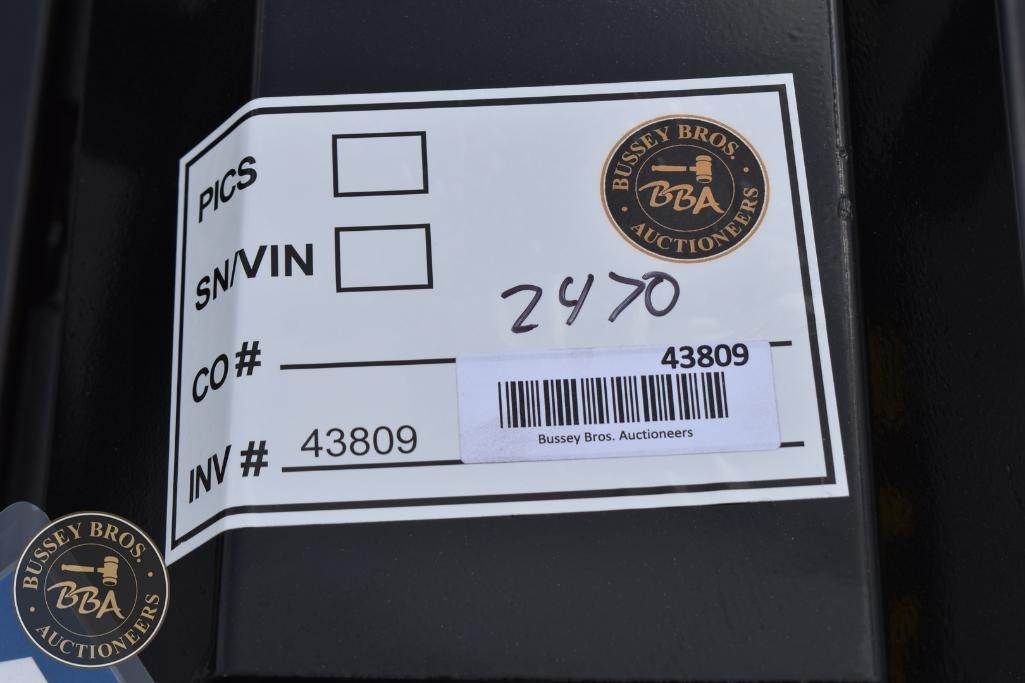 PICS
BUSSEY BROS.
BBA
AUCTIONEERS
SN/VIN
2470
CO #
43809
Bussey Bros. Auctioneers
INV # 43809
BUSSEY BROS.
BBA
AUCTIONEERS